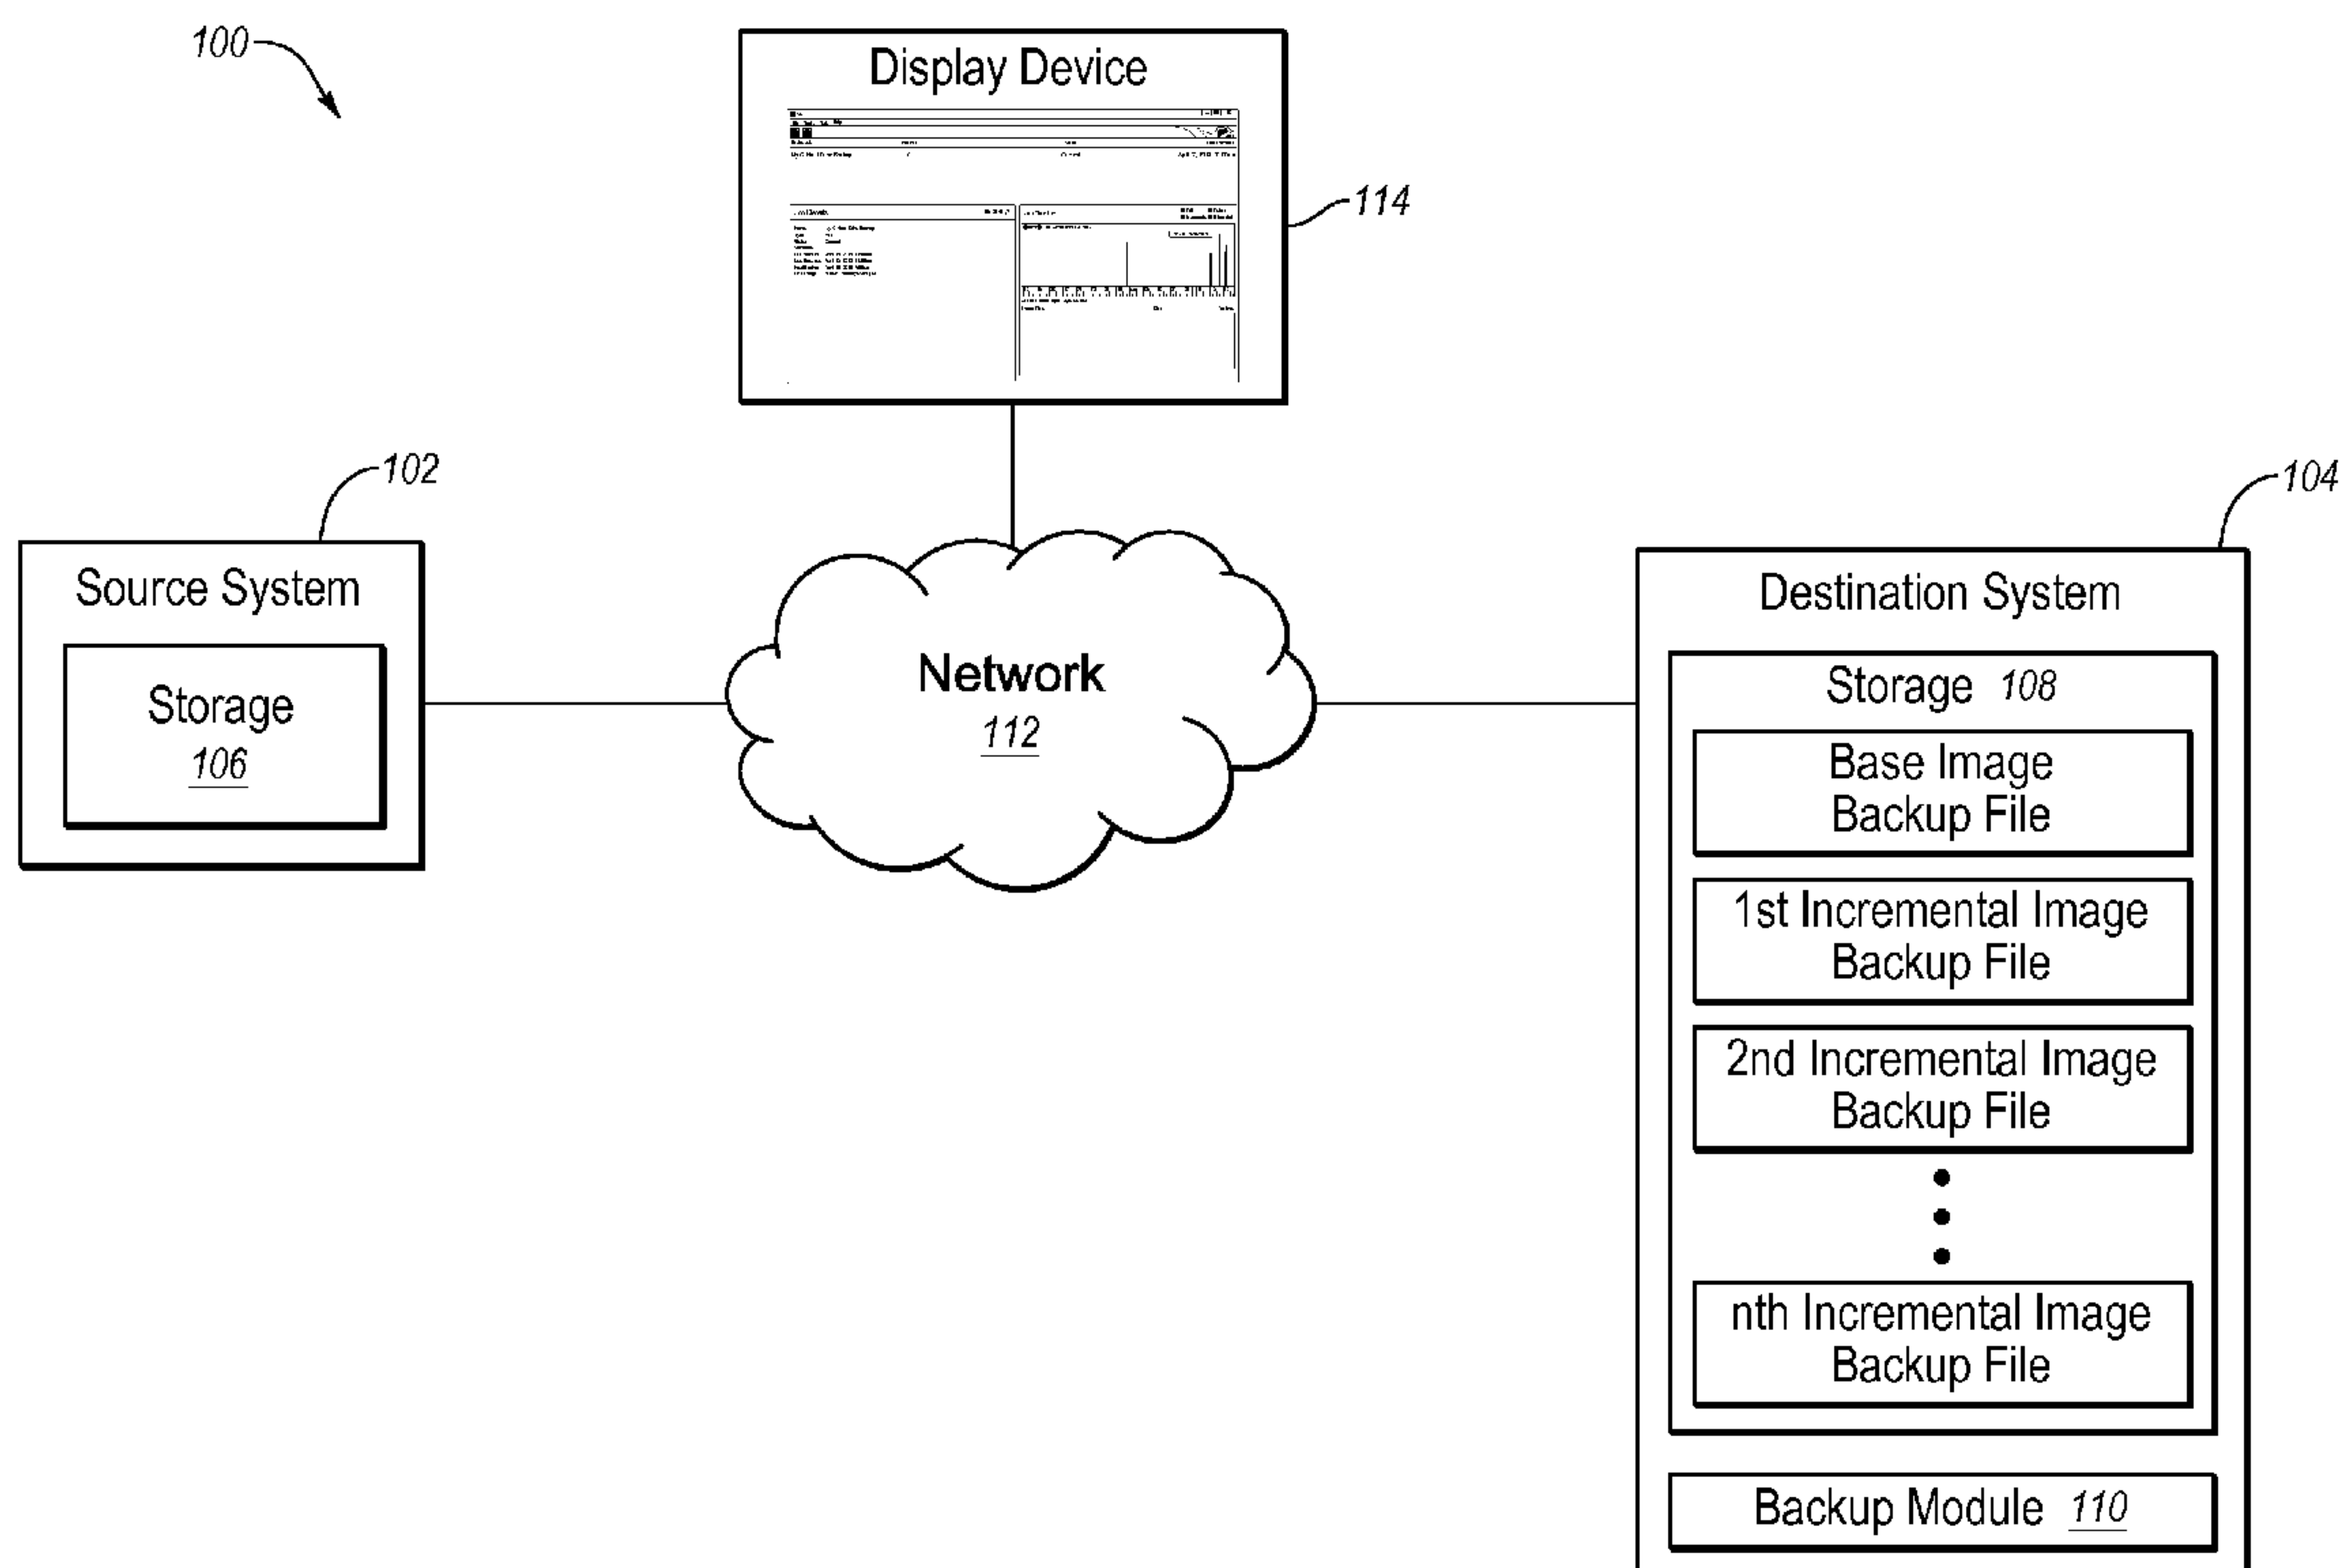 100
Display Device
114
102
104
Source System
Storage
106
Network
112
Destination System
Storage 108
Base Image
Backup File
1st Incremental Image
Backup File
2nd Incremental Image
Backup File
nth Incremental Image
Backup File
Backup Module 110